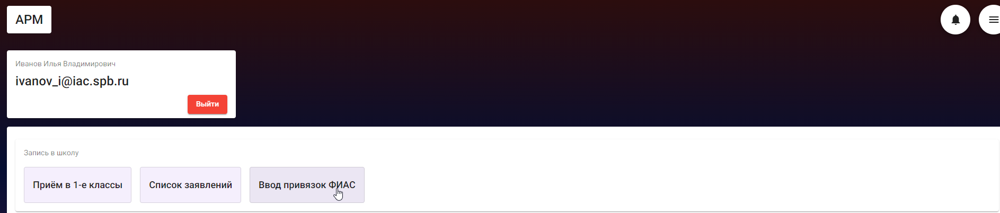 АРМ
Иванов Илья Владимирович
ivanov_i@iac.spb.ru
Выйти
Запись в школу
Приём в 1-е классы
Список заявлений
Ввод привязок ФИАС